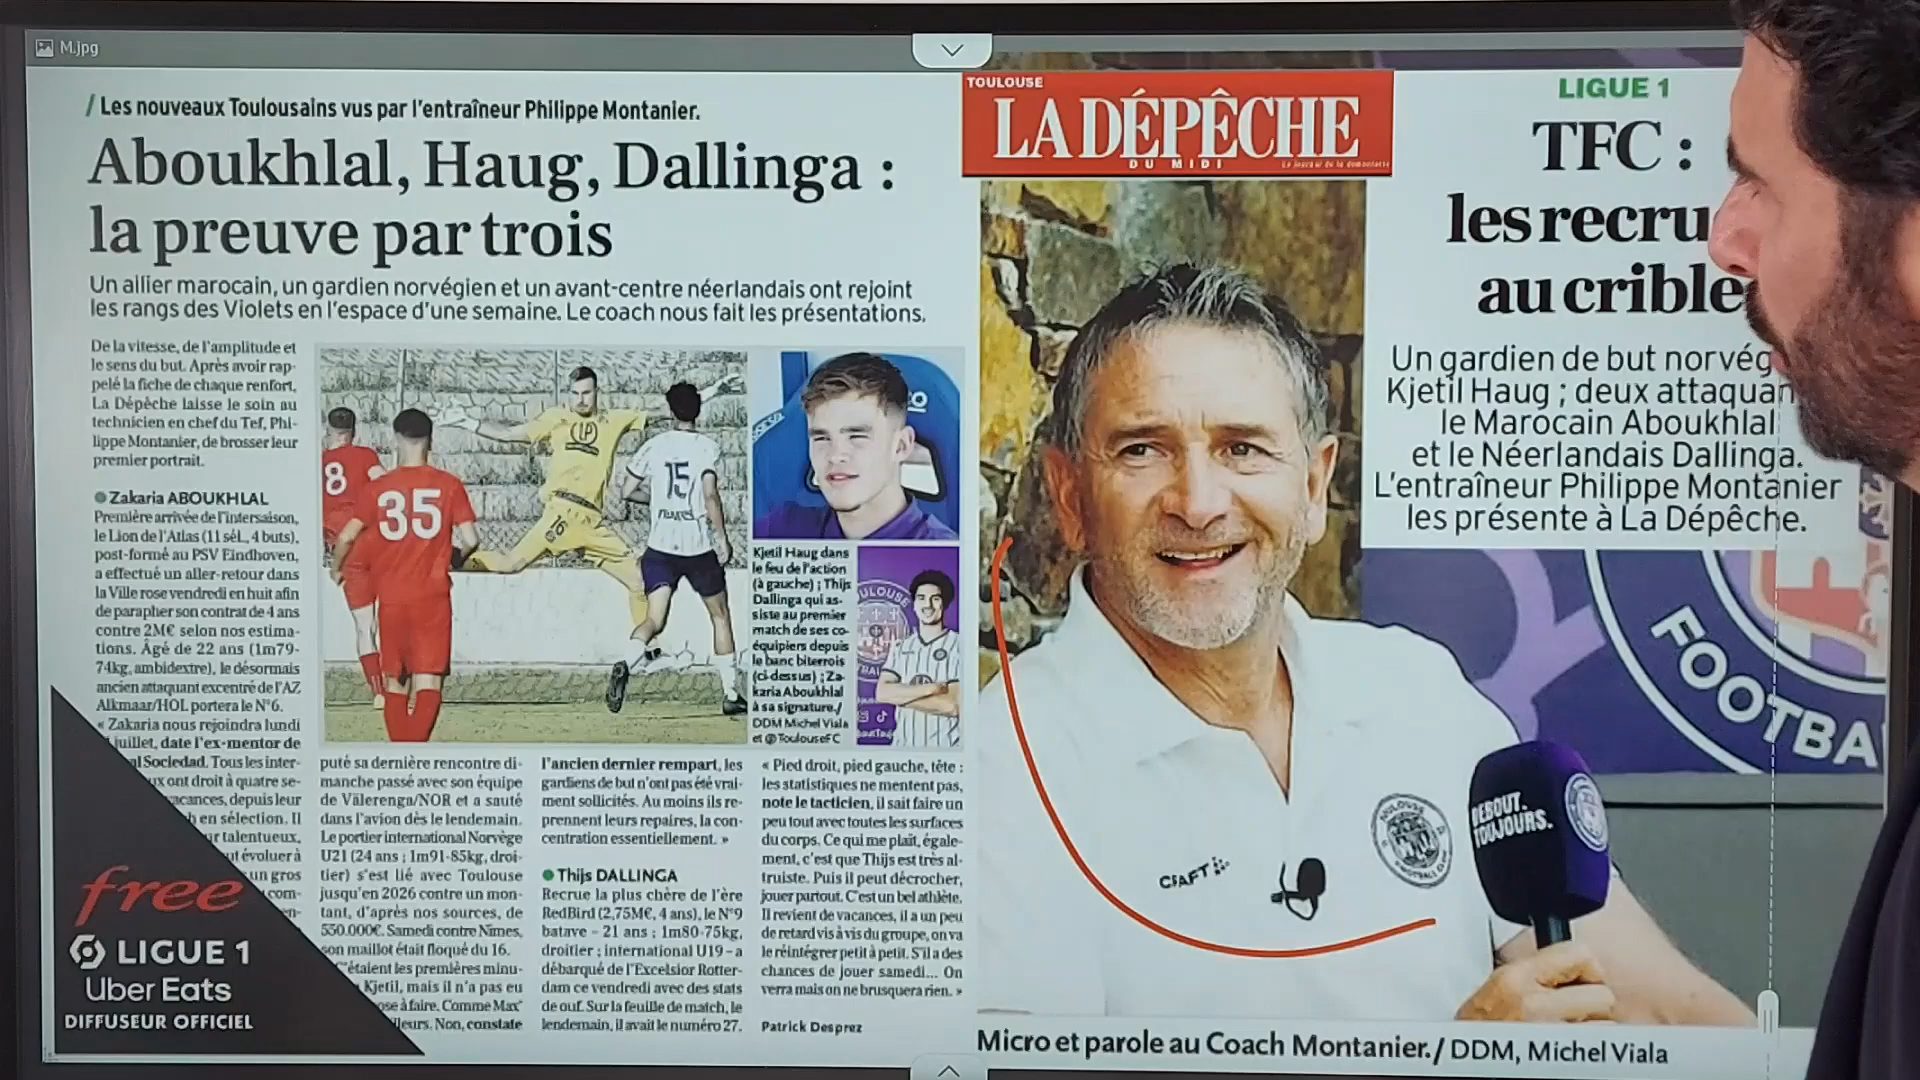 M.jpg
/ Les nouveaux Toulousains vus par l'entraîneur Philippe Montanier.
Aboukhlal, Haug, Dallinga :
la preuve par trois
Un ailier marocain, un gardien norvégien et un avant-centre néerlandais ont rejoint
les rangs des Violets en l'espace d'une semaine. Le coach nous fait les présentations.
De la vitesse, de l'amplitude et
le sens du but. Après avoir rap-
pelé la fiche de chaque renfort,
La Dépêche laisse le soin au
technicien en chef du Tef, Phi-
lippe Montanier, de brosser leur
premier portrait.
Zakaria ABOUKHLAL
Première arrivée de l'intersaison,
le Lion de l'Atlas (11 sél., 4 buts),
post-formé au PSV Eindhoven,
a effectué un aller-retour dans
la Ville rose vendredi en huit afin
de parapher son contrat de 4 ans
contre 2M€ selon nos estima-
tions. Âgé de 22 ans (1m79-
74kg, ambidextre), le désormais
ancien attaquant excentré de l'AZ
Alkmaar/HOL portera le N°6.
« Zakaria nous rejoindra lundi
juillet, date l'ex-mentor de
al Sociedad. Tous les inter-
ux ont droit à quatre se-
acances, depuis leur
h en sélection. Il
ur talentueux,
ut évoluer à
un gros
com-
en-
8
35
16
15
Kjetil Haug dans
le feu de l'action
(à gauche) ; Thijs
Dallinga qui as-
siste au premier
match de ses co-
équipiers depuis
le banc biterrois
(ci-dessus) ; Za-
karia Aboukhlal
à sa signature./
DDM Michel Viala
et @ToulouseFC
puté sa dernière rencontre di-
manche passé avec son équipe
de Vålerenga/NOR et a sauté
dans l'avion dès le lendemain.
Le portier international Norvège
U21 (24 ans ; 1m91-85kg, droi-
tier) s'est lié avec Toulouse
jusqu'en 2026 contre un mon-
tant, d'après nos sources, de
550.000€. Samedi contre Nîmes,
son maillot était floqué du 16.
C'étaient les premières minu-
Kjetil, mais il n'a pas eu
ose à faire. Comme Max'
lleurs. Non, constate
l'ancien dernier rempart, les
gardiens de but n'ont pas été vrai-
ment sollicités. Au moins ils re-
prennent leurs repaires, la con-
centration essentiellement. »
Thijs DALLINGA
Recrue la plus chère de l'ère
RedBird (2,75M€, 4 ans), le N°9
batave – 21 ans ; 1m80-75kg,
droitier ; international U19 – a
débarqué de l'Excelsior Rotter-
dam ce vendredi avec des stats
de ouf. Sur la feuille de match, le
lendemain, il avait le numéro 27.
« Pied droit, pied gauche, tête :
les statistiques ne mentent pas,
note le tacticien, il sait faire un
peu tout avec toutes les surfaces
du corps. Ce qui me plaît, égale-
ment, c'est que Thijs est très al-
truiste. Puis il peut décrocher,
jouer partout. C'est un bel athlète.
Il revient de vacances, il a un peu
de retard vis à vis du groupe, on va
le réintégrer petit à petit. S'il a des
chances de jouer samedi... On
verra mais on ne brusquera rien. »
Patrick Desprez
free
LIGUE 1
Uber Eats
DIFFUSEUR OFFICIEL
TOULOUSE
LA DÉPÊCHE
DU MIDI
Le journal de la démocratie
LIGUE 1
TFC :
les recru
au crible
Un gardien de but norvég
Kjetil Haug ; deux attaquan
le Marocain Aboukhlal
et le Néerlandais Dallinga.
L'entraîneur Philippe Montanier
les présente à La Dépêche.
FOOTBA
TOULOUSE
FOOTBALL CLUB
CRAFT
DEBOUT.
TOUJOURS.
Micro et parole au Coach Montanier. / DDM, Michel Viala